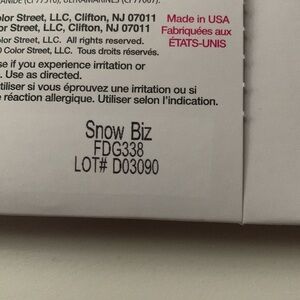 olor Street, LLC, Clifton, NJ 07011
or Street, LLC, Clifton, NJ 07011
olor Street, LLC. All rights reserved.
Color Street, LLC. Tous droits réservés.
Made in USA
Fabriquées aux
ÉTATS-UNIS
se if you experience irritation or
. Use as directed.
utiliser si vous éprouvez une irritation ou si
e réaction allergique. Utiliser selon l'indication.
Snow Biz
FDG338
LOT# D03090